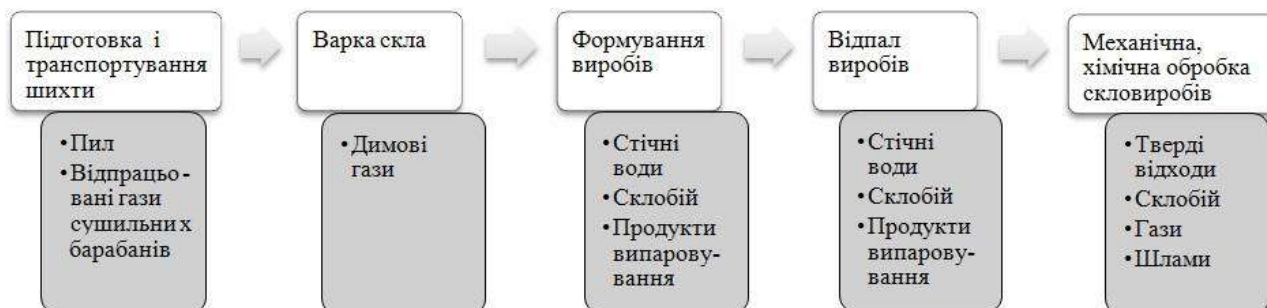 Підготовка і
транспортування
шихти
• Пил
• Відпрацьо-
вані гази
сушильних
барабанів
Варка скла
• Димові
гази
Формування
виробів
• Стічні
води
• Склобій
• Продукти
випарову-
вання
Відпал
виробів
• Стічні
води
• Склобій
• Продукти
випарову-
вання
Механічна,
хімічна обробка
скловиробів
• Тверді
відходи
• Склобій
• Гази
• Шлами